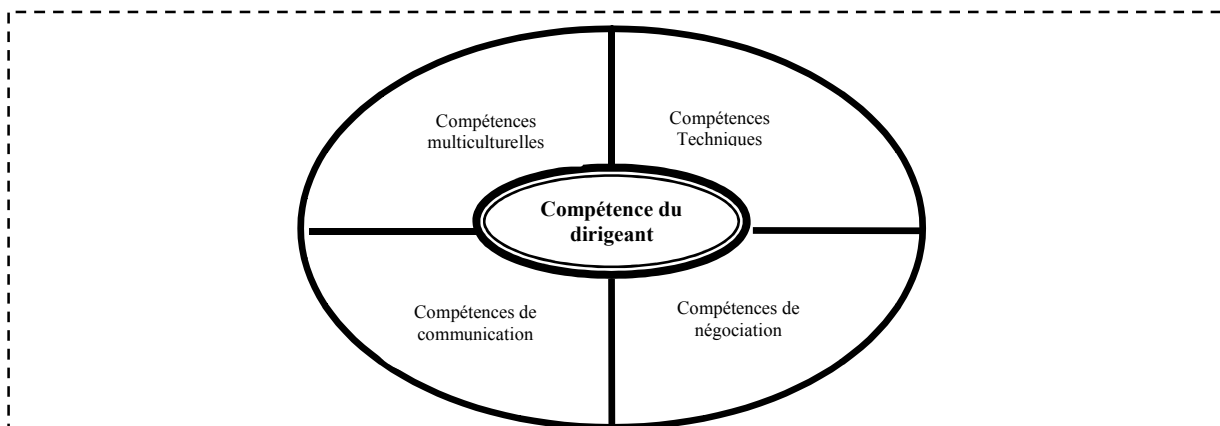 Compétences
multiculturelles
Compétences
Techniques
Compétence du
dirigeant
Compétences de
communication
Compétences de
négociation